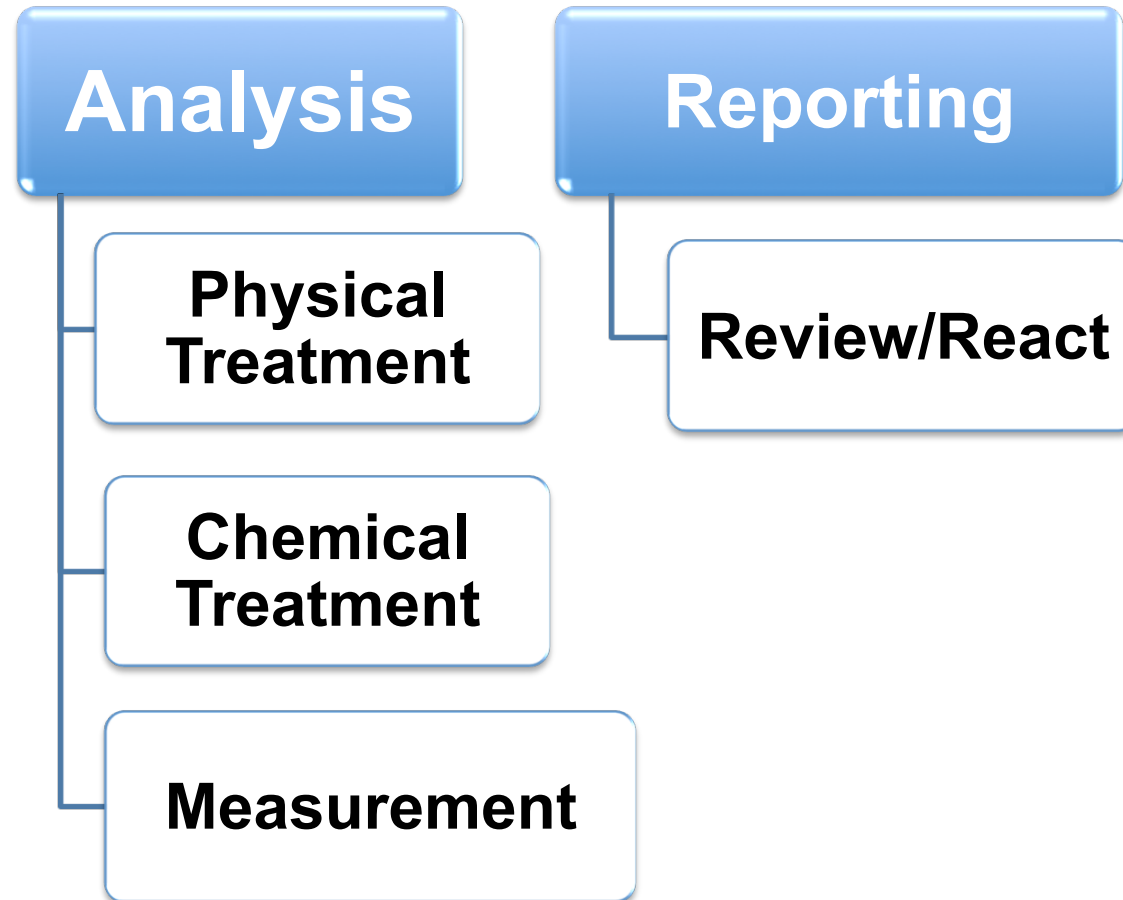 Analysis
Physical
Treatment
Chemical
Treatment
Measurement
Reporting
Review/React